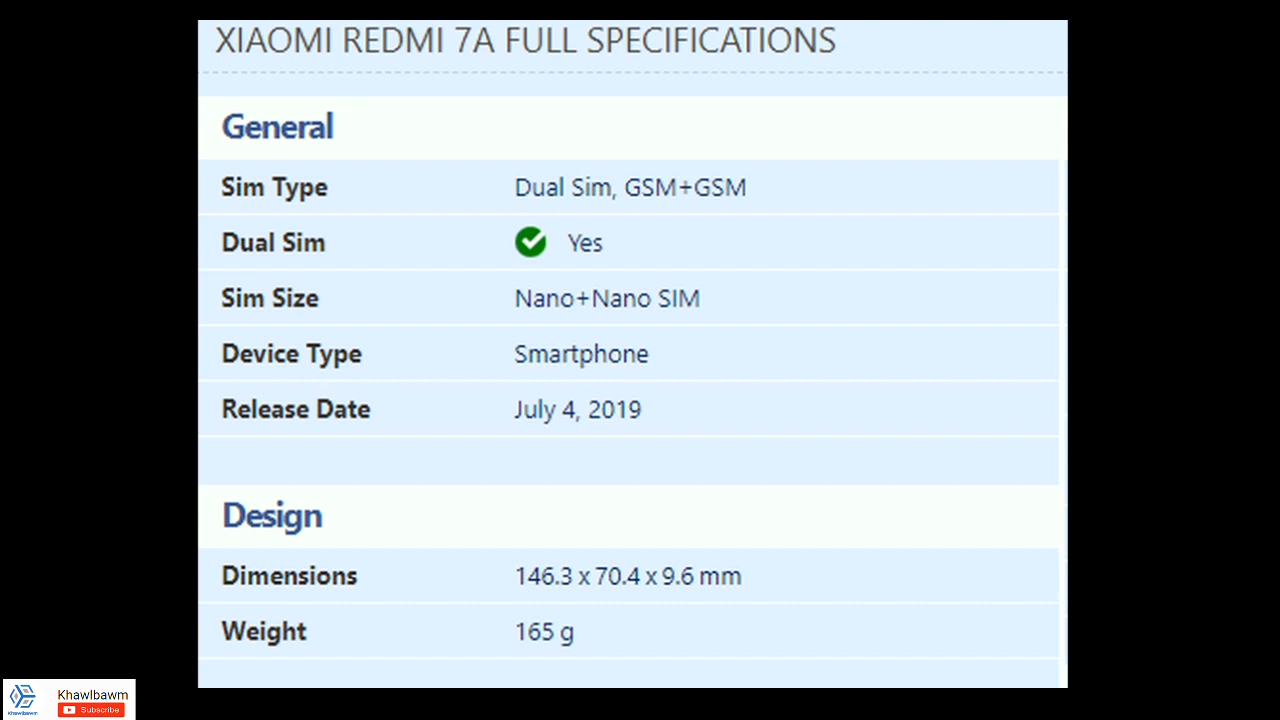 XIAOMI REDMI 7A FULL SPECIFICATIONS
General
Sim Type Dual Sim, GSM+GSM
Dual Sim Yes
Sim Size Nano+Nano SIM
Device Type Smartphone
Release Date July 4, 2019
Design
Dimensions 146.3 x 70.4 x 9.6 mm
Weight 165 g
Khawlbawm
Khawlbawm
Subscribe